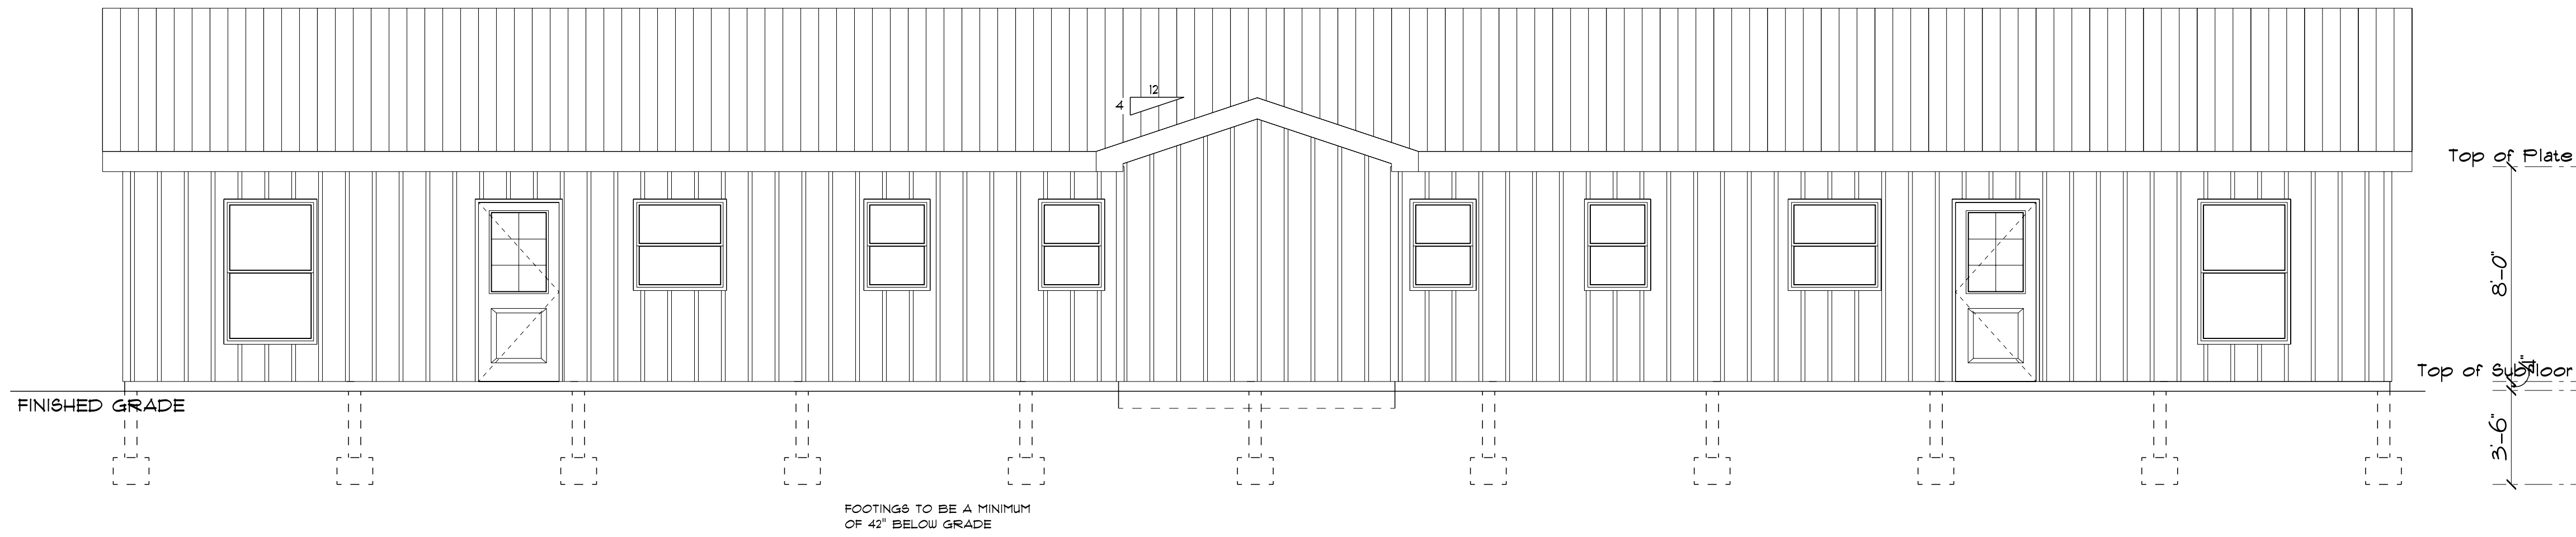 12
4
Top of Plate
8'-0"
Top of Subfloor
4"
FINISHED GRADE
3'-6"
FOOTINGS TO BE A MINIMUM
OF 42" BELOW GRADE